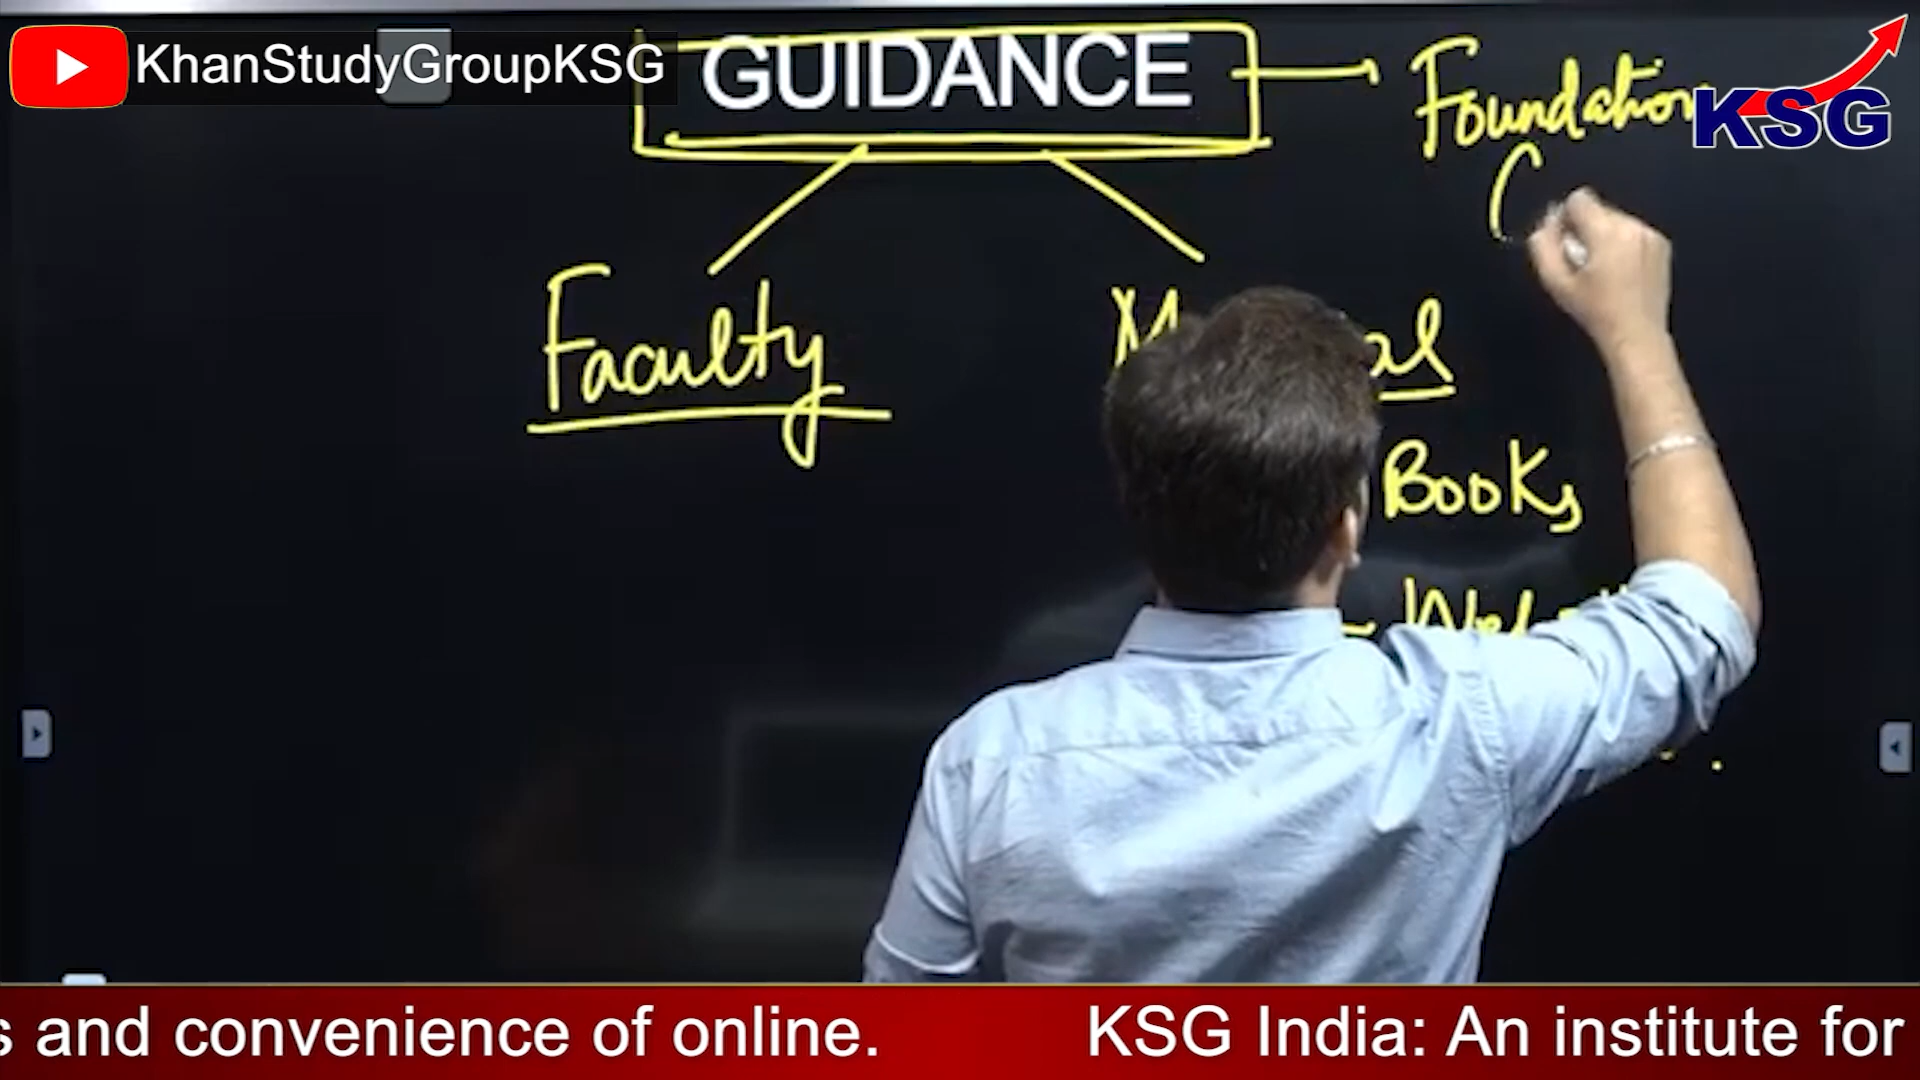 KhanStudyGroupKSG
GUIDANCE
Foundation
KSG
Faculty
Books
s and convenience of online.
KSG India: An institute for